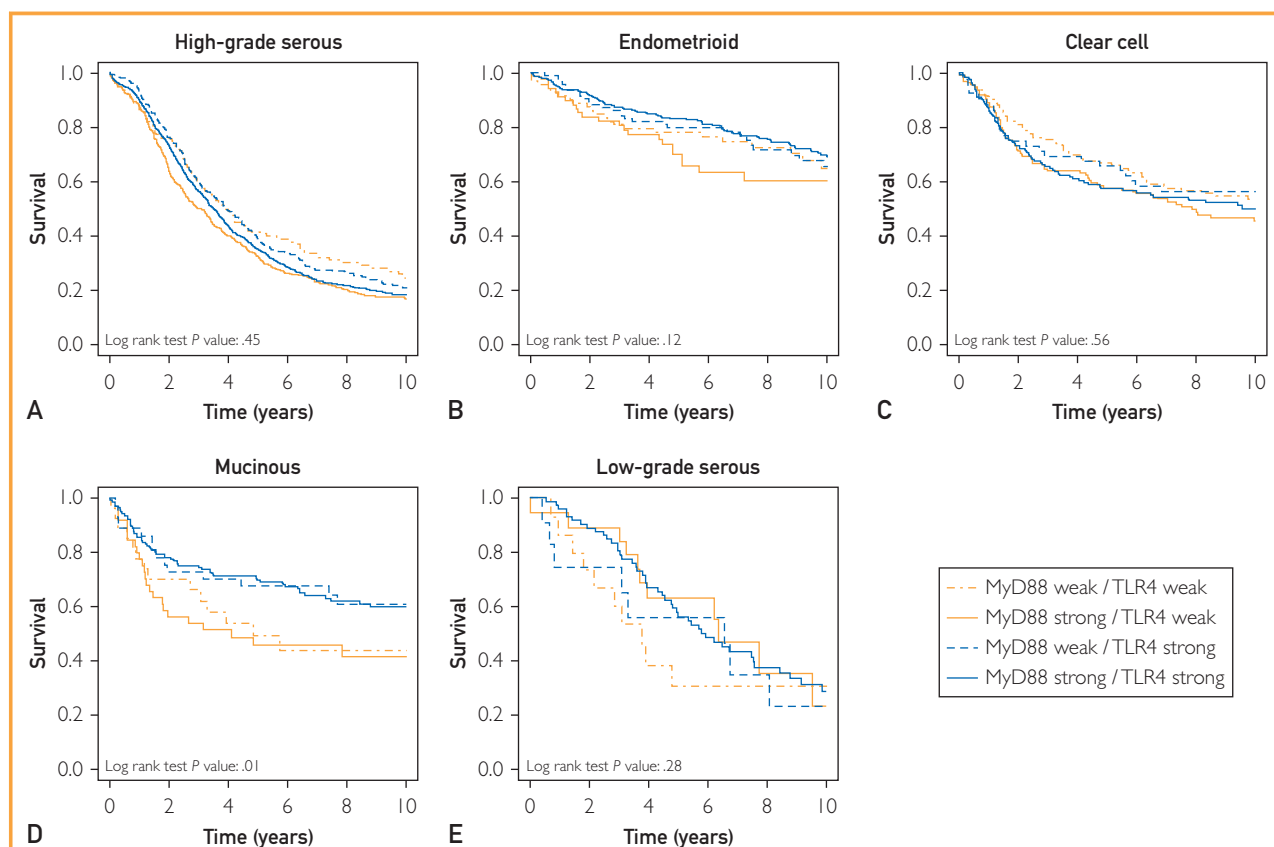 High-grade serous
Endometrioid
Clear cell
1.0
0.8
0.6
0.4
0.2
0.0
Survival
Log rank test P value: .45
0 2 4 6 8 10
Time (years)
A
1.0
0.8
0.6
0.4
0.2
0.0
Survival
Log rank test P value: .12
0 2 4 6 8 10
Time (years)
B
1.0
0.8
0.6
0.4
0.2
0.0
Survival
Log rank test P value: .56
0 2 4 6 8 10
Time (years)
C
Mucinous
Low-grade serous
1.0
0.8
0.6
0.4
0.2
0.0
Survival
Log rank test P value: .01
0 2 4 6 8 10
Time (years)
D
1.0
0.8
0.6
0.4
0.2
0.0
Survival
Log rank test P value: .28
0 2 4 6 8 10
Time (years)
E
MyD88 weak / TLR4 weak
MyD88 strong / TLR4 weak
MyD88 weak / TLR4 strong
MyD88 strong / TLR4 strong